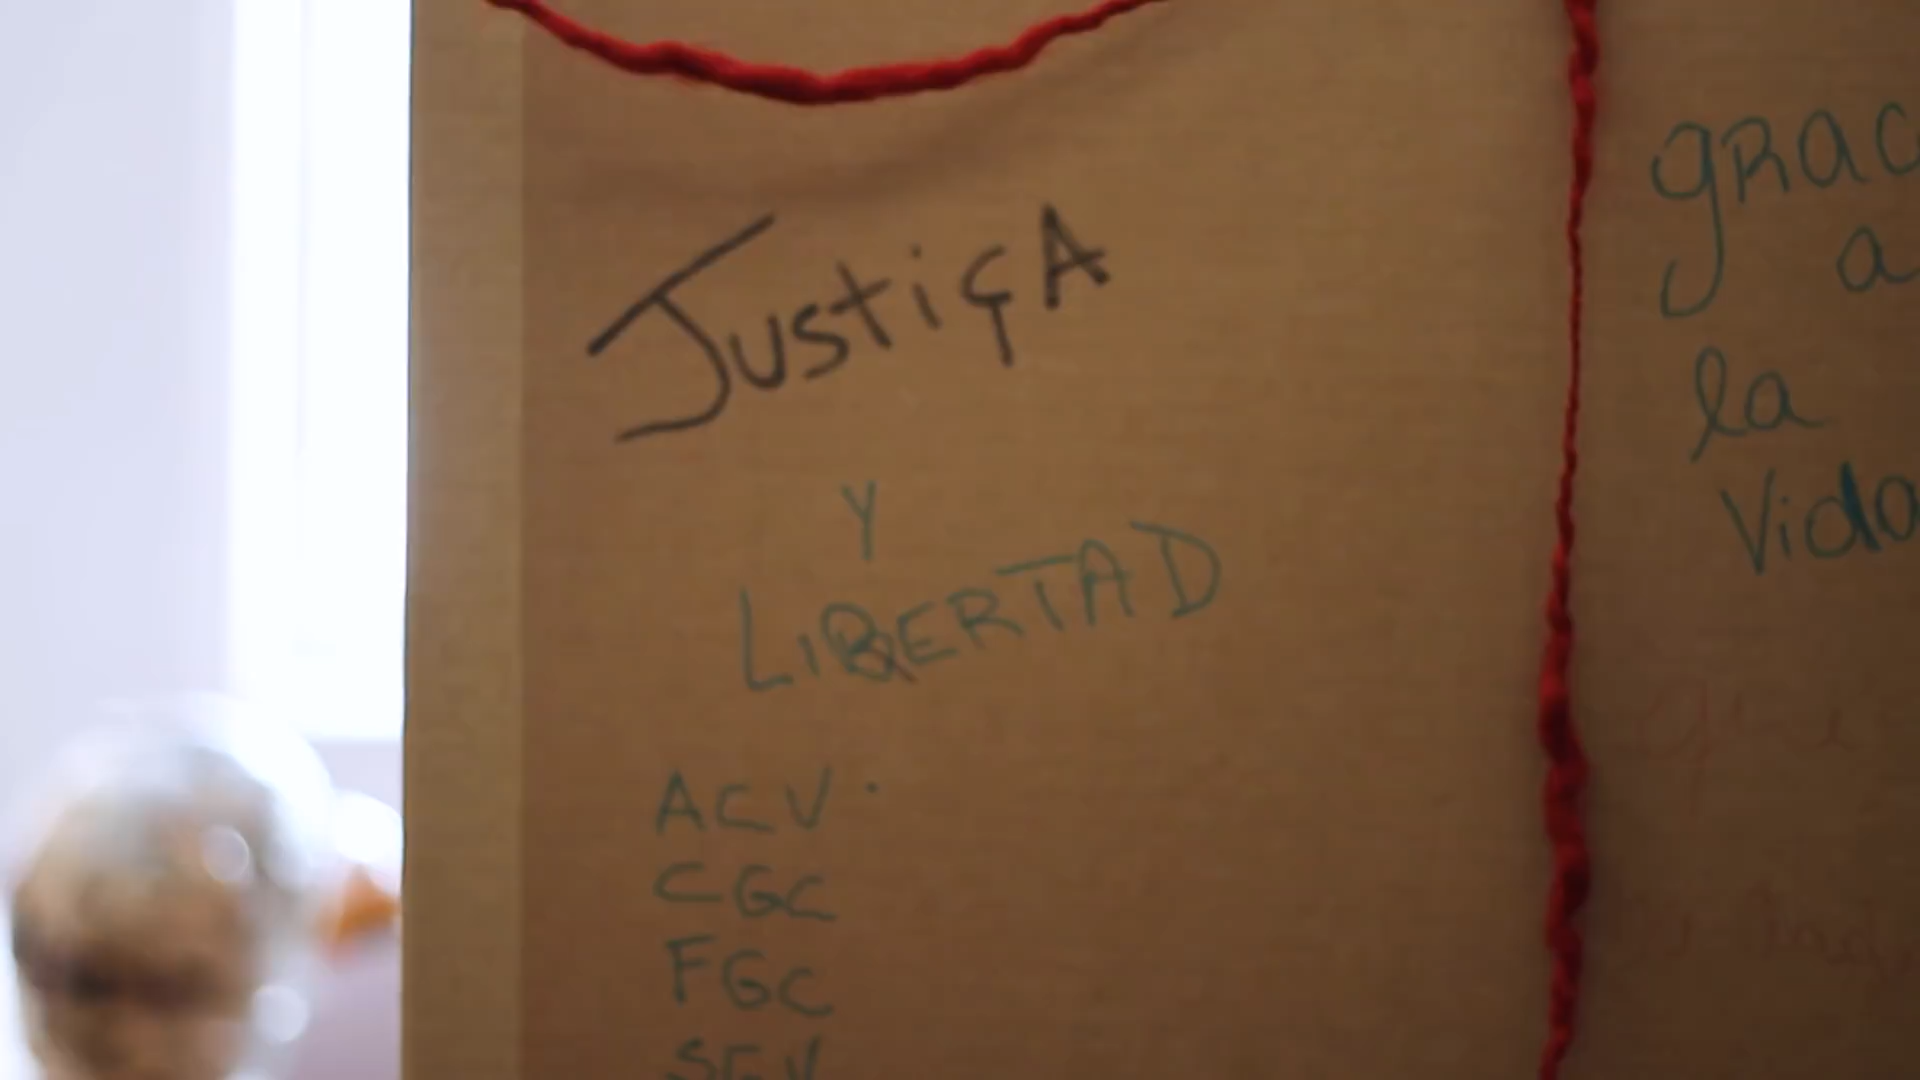 JustiçA
Y
LIBERTAD
ACV.
CGC
FGC
grac
a
la
Vida